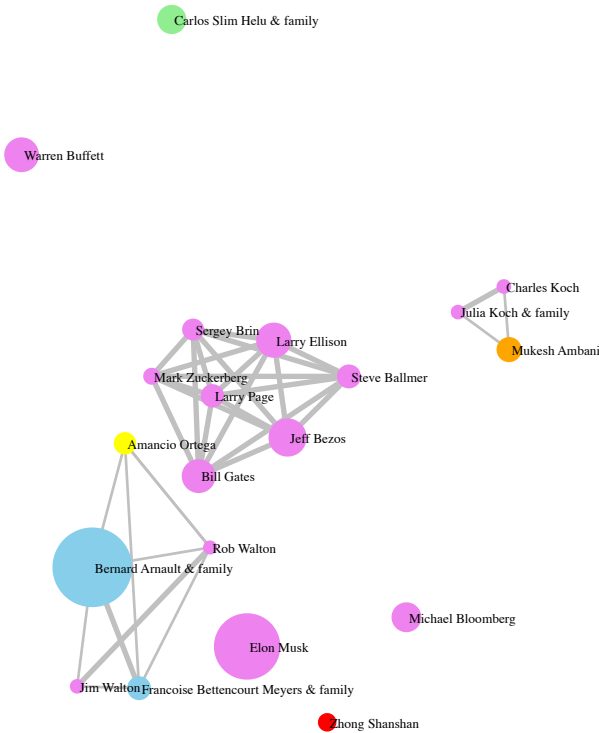 Carlos Slim Helu & family
Warren Buffett
Charles Koch
Julia Koch & family
Sergey Brin
Larry Ellison
Mukesh Ambani
Mark Zuckerberg
Steve Ballmer
Larry Page
Jeff Bezos
Amancio Ortega
Bill Gates
Rob Walton
Bernard Arnault & family
Michael Bloomberg
Elon Musk
Jim Walton
Francoise Bettencourt Meyers & family
Zhong Shanshan